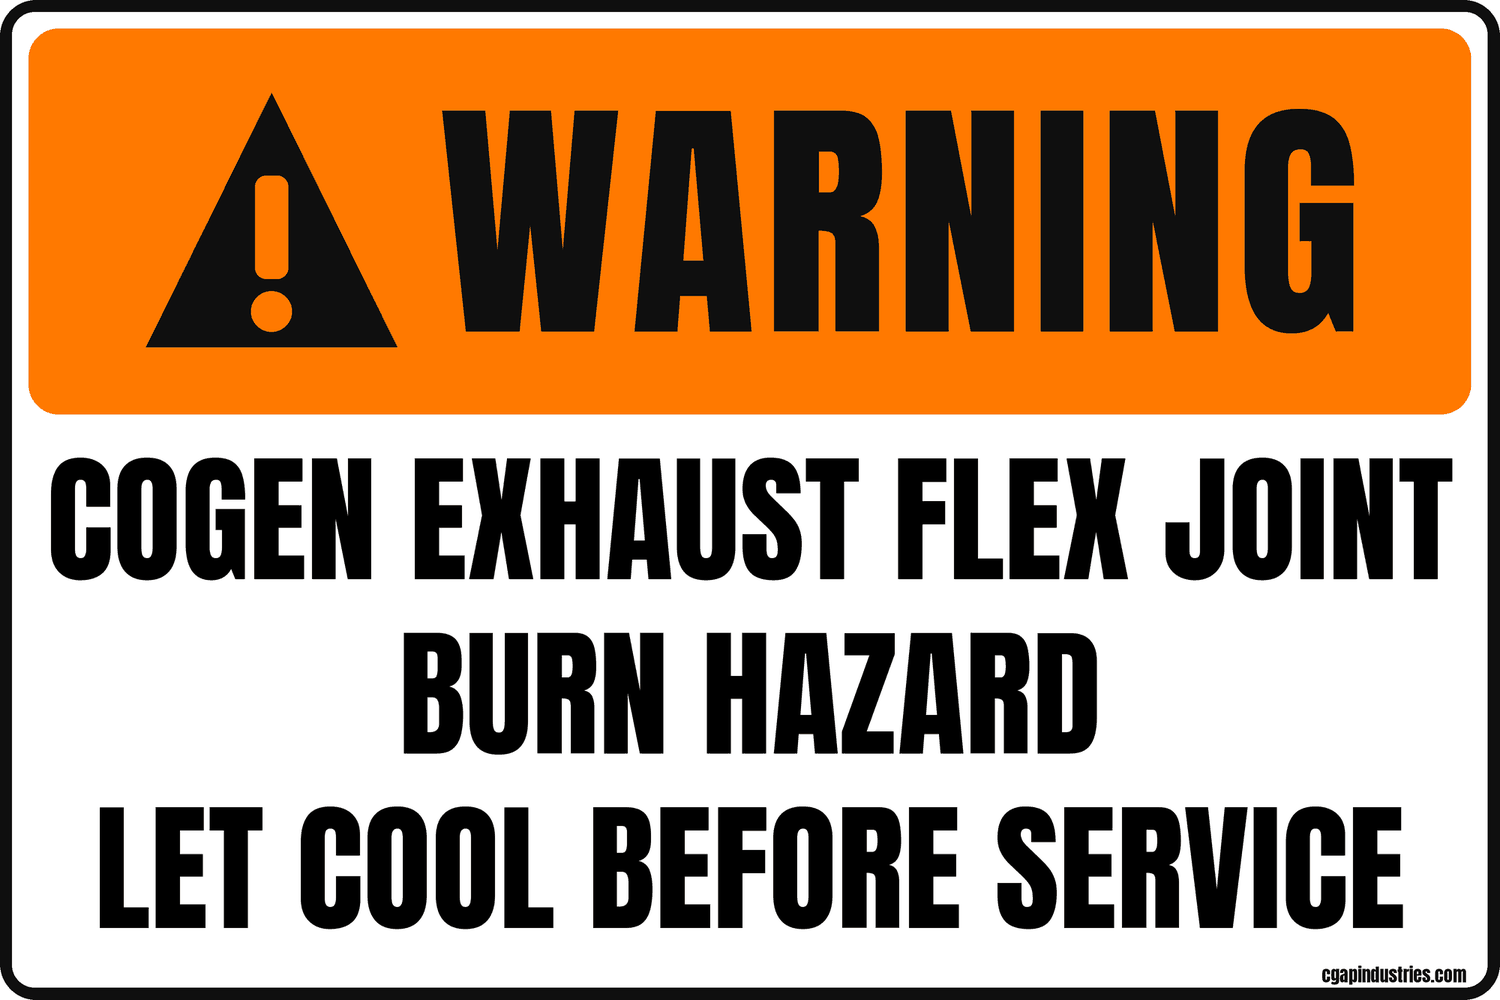 WARNING
COGEN EXHAUST FLEX JOINT
BURN HAZARD
LET COOL BEFORE SERVICE
cgapindustries.com